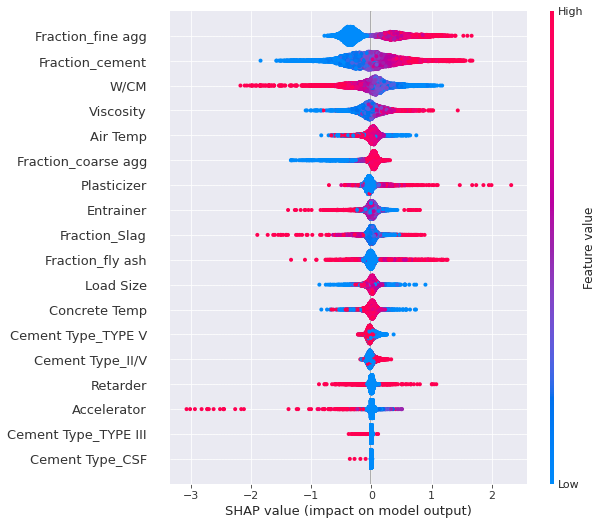 High
Fraction_fine agg
Fraction_cement
W/CM
Viscosity
Air Temp
Fraction_coarse agg
Plasticizer
Entrainer
Fraction_Slag
Fraction_fly ash
Load Size
Concrete Temp
Cement Type_TYPE V
Cement Type_II/V
Retarder
Accelerator
Cement Type_TYPE III
Cement Type_CSF
Feature value
Low
−3 −2 −1 0 1 2
SHAP value (impact on model output)